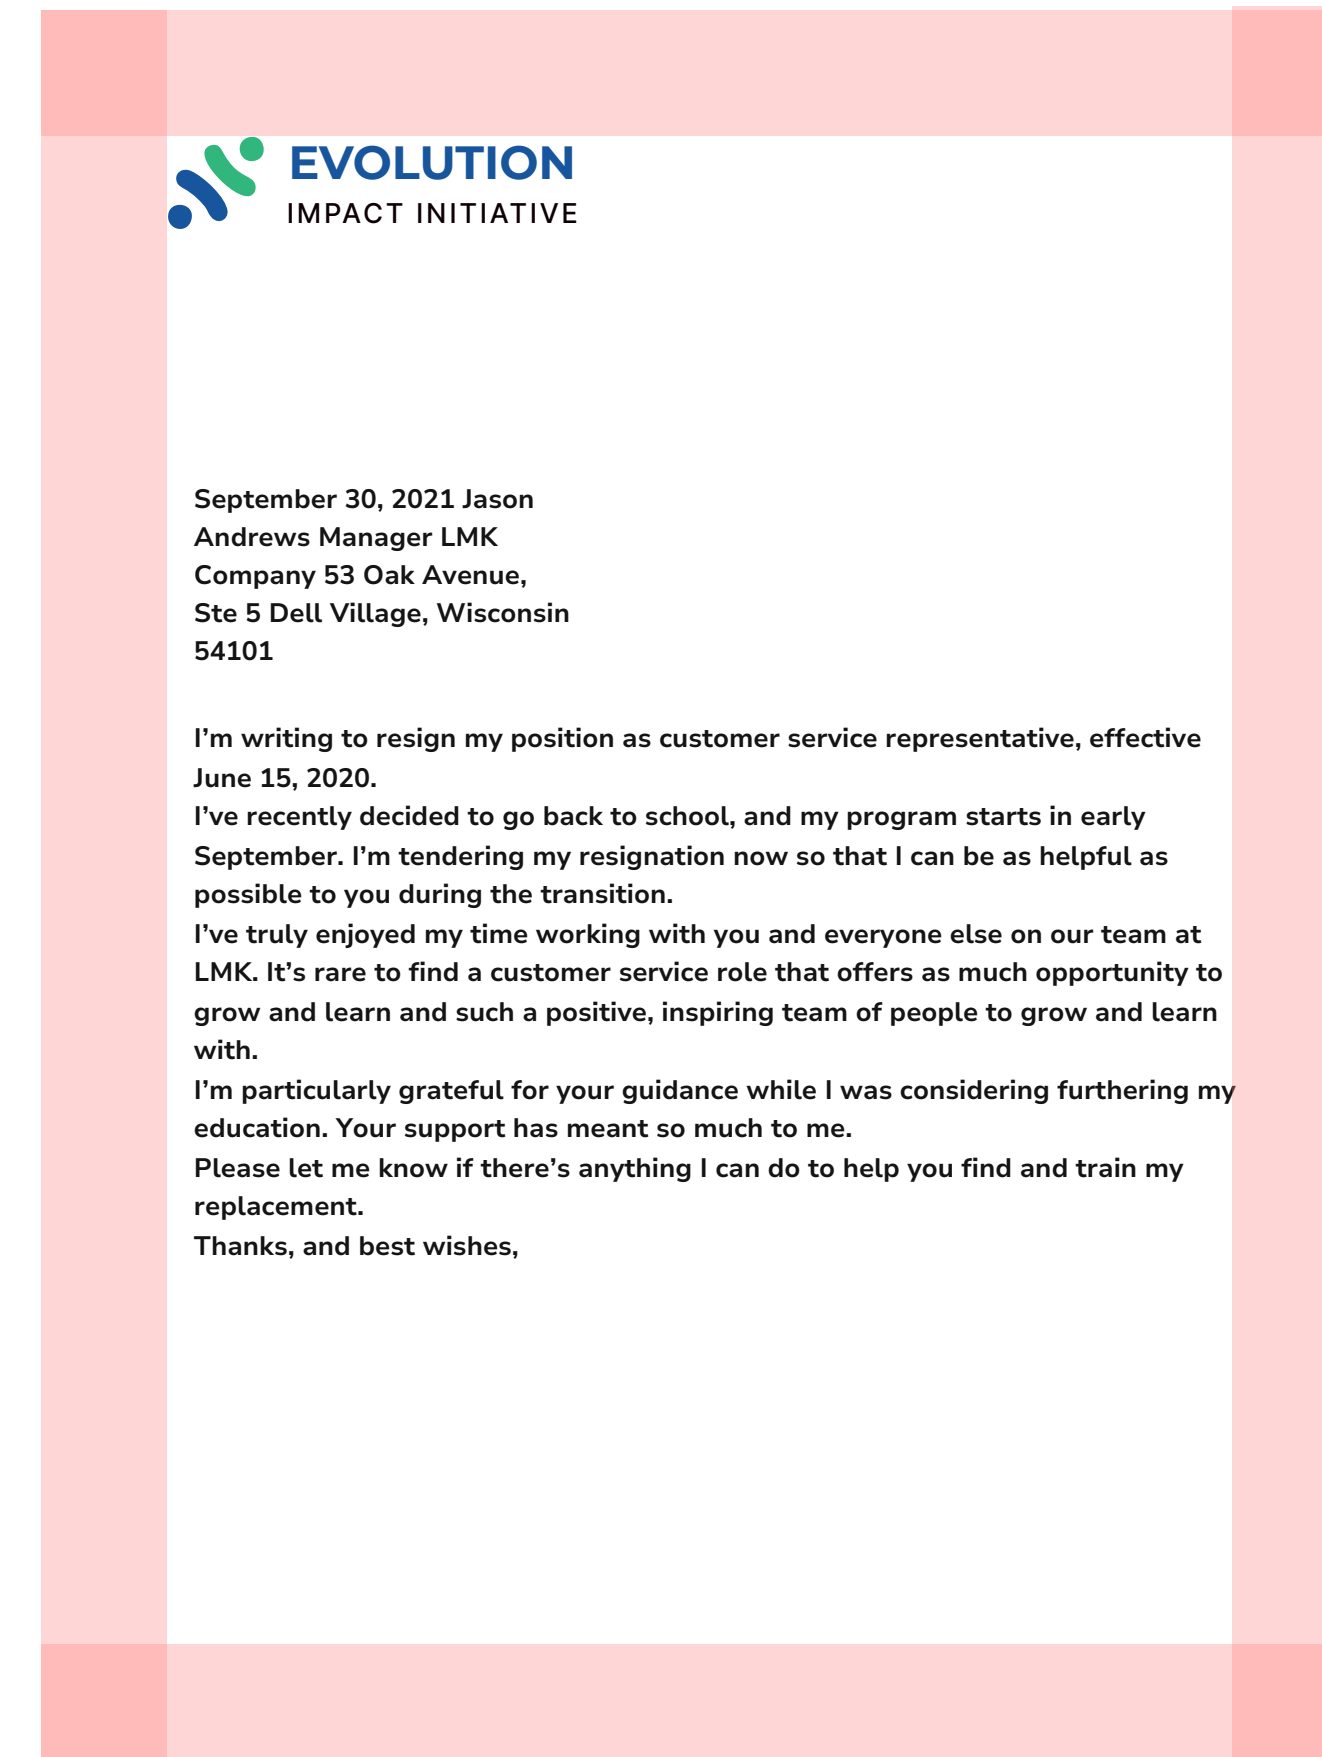 EVOLUTION
IMPACT INITIATIVE
September 30, 2021 Jason
Andrews Manager LMK
Company 53 Oak Avenue,
Ste 5 Dell Village, Wisconsin
54101
I’m writing to resign my position as customer service representative, effective
June 15, 2020.
I’ve recently decided to go back to school, and my program starts in early
September. I’m tendering my resignation now so that I can be as helpful as
possible to you during the transition.
I’ve truly enjoyed my time working with you and everyone else on our team at
LMK. It’s rare to find a customer service role that offers as much opportunity to
grow and learn and such a positive, inspiring team of people to grow and learn
with.
I’m particularly grateful for your guidance while I was considering furthering my
education. Your support has meant so much to me.
Please let me know if there’s anything I can do to help you find and train my
replacement.
Thanks, and best wishes,